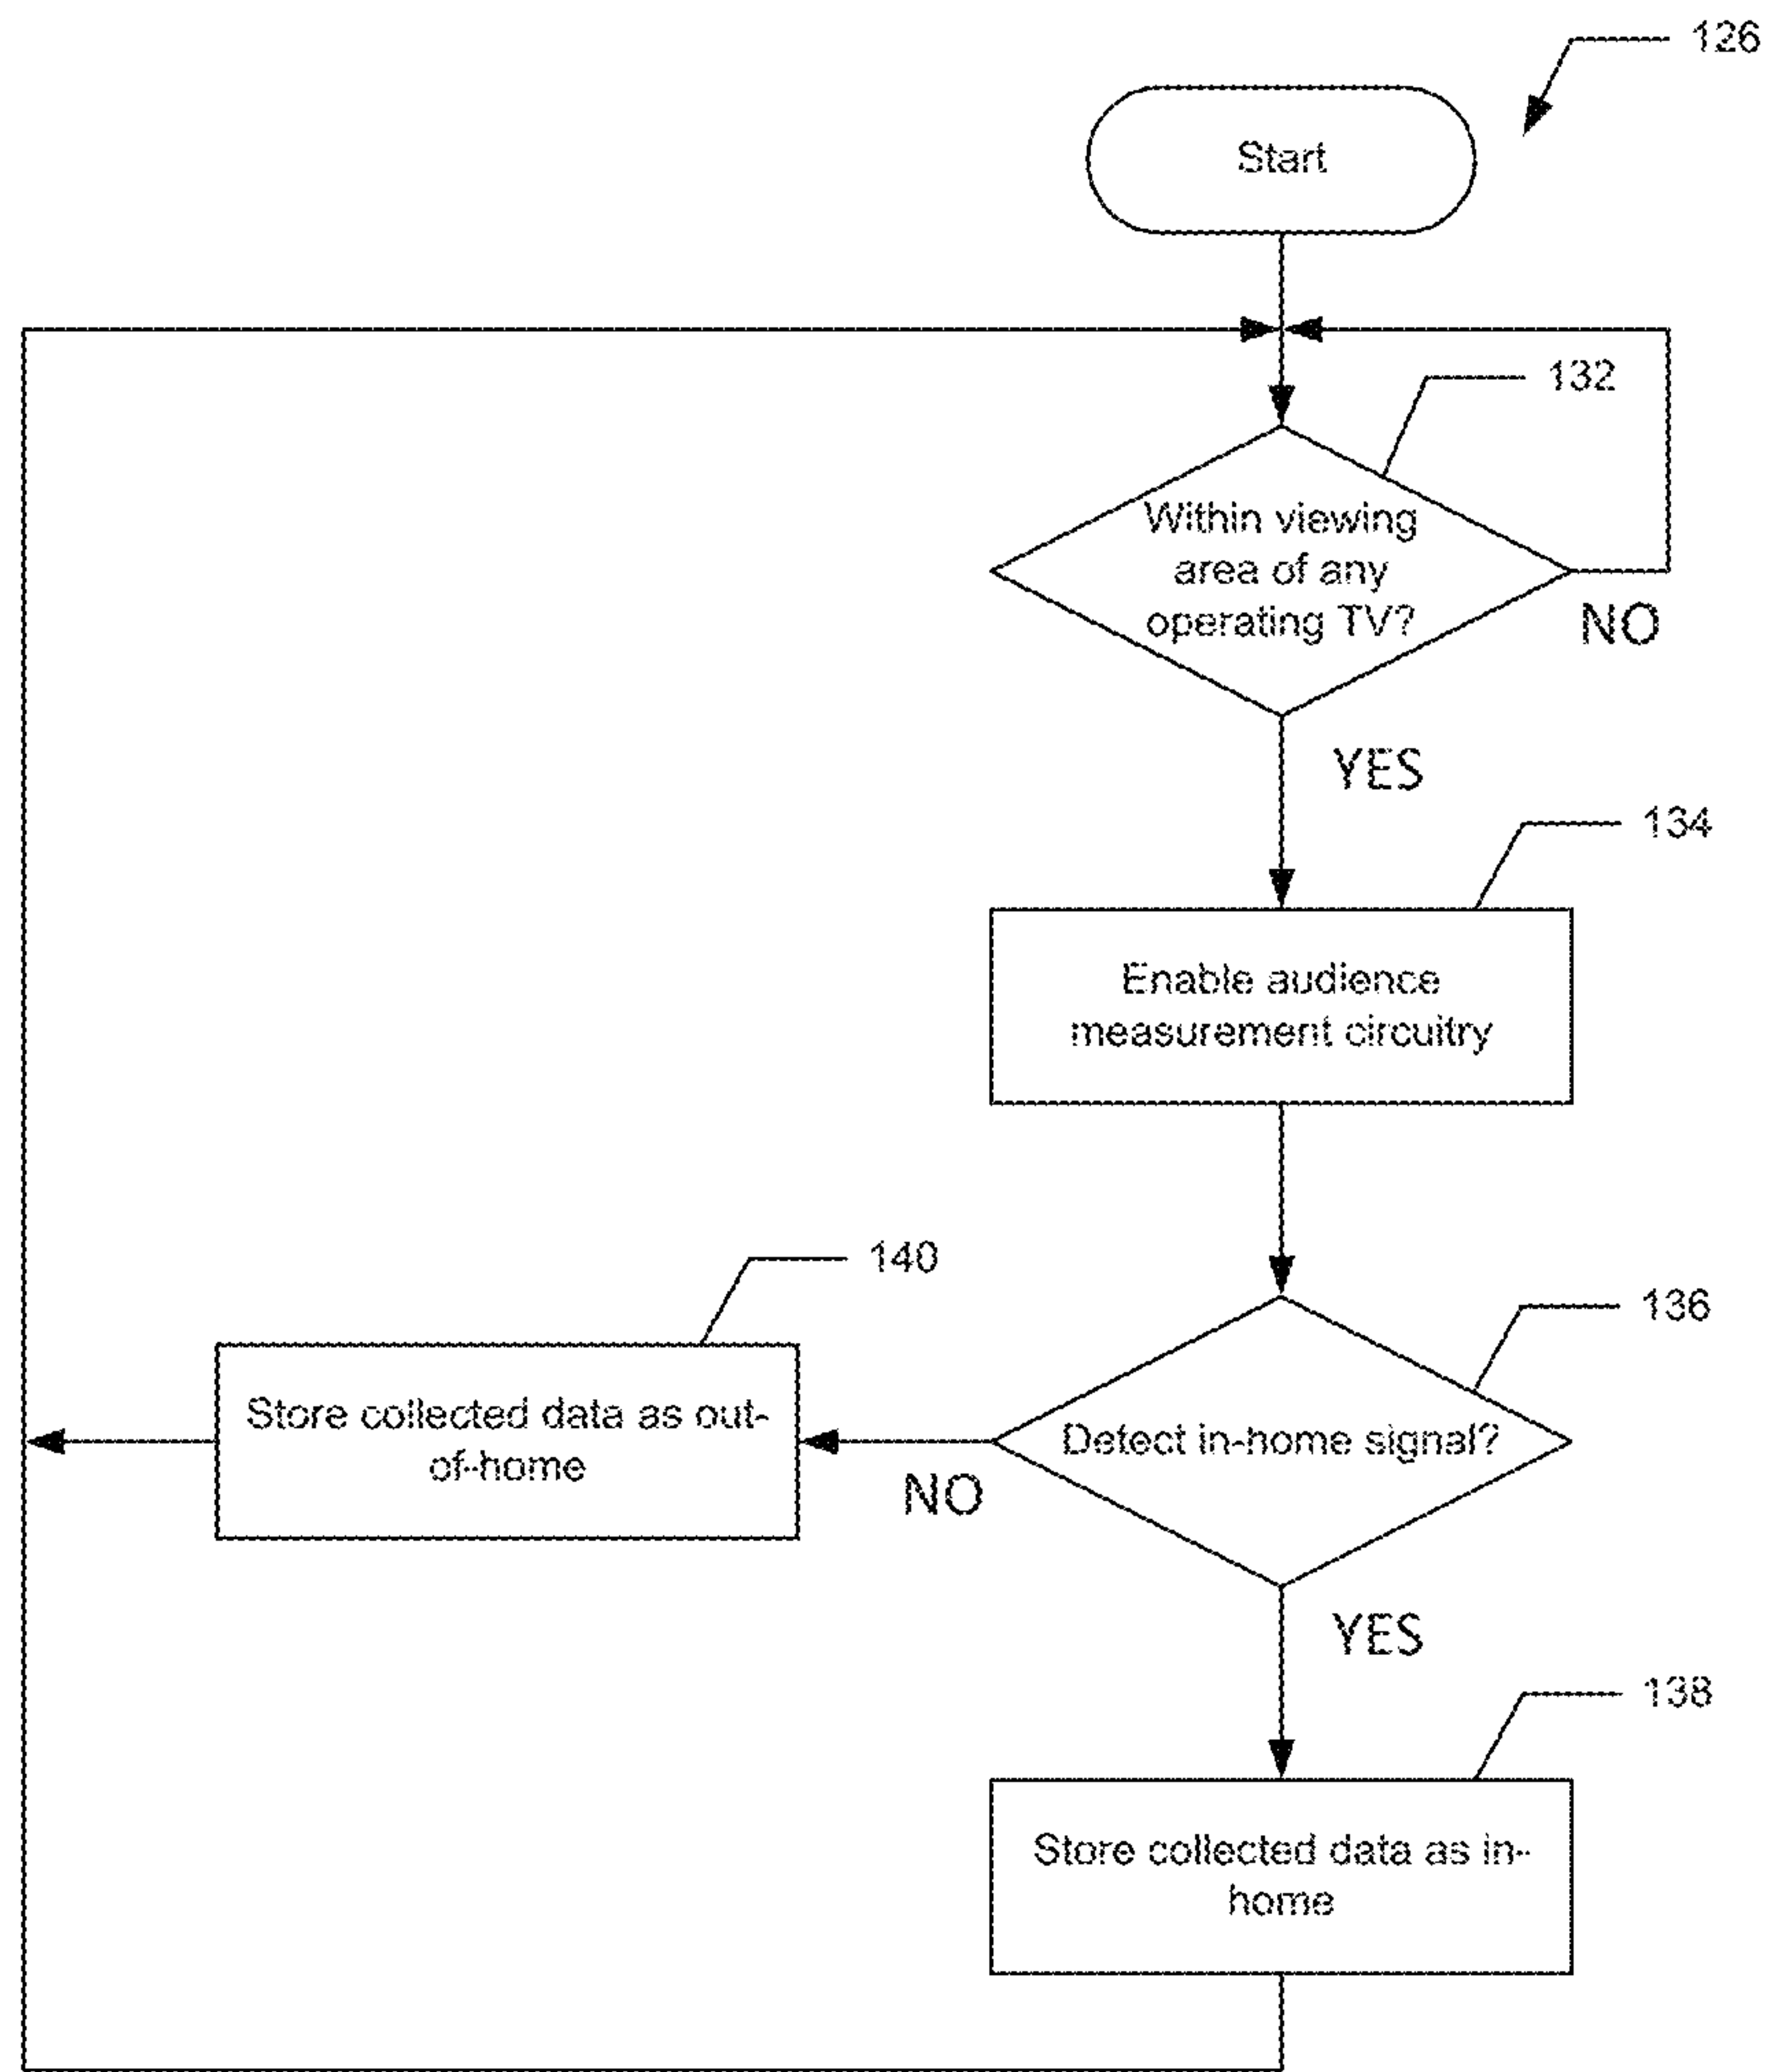 126
Start
132
Within viewing
area of any
operating TV?
NO
YES
134
Enable audience
measurement circuitry
140
136
Store collected data as out-
of-home
Detect in-home signal?
NO
YES
138
Store collected data as in-
home